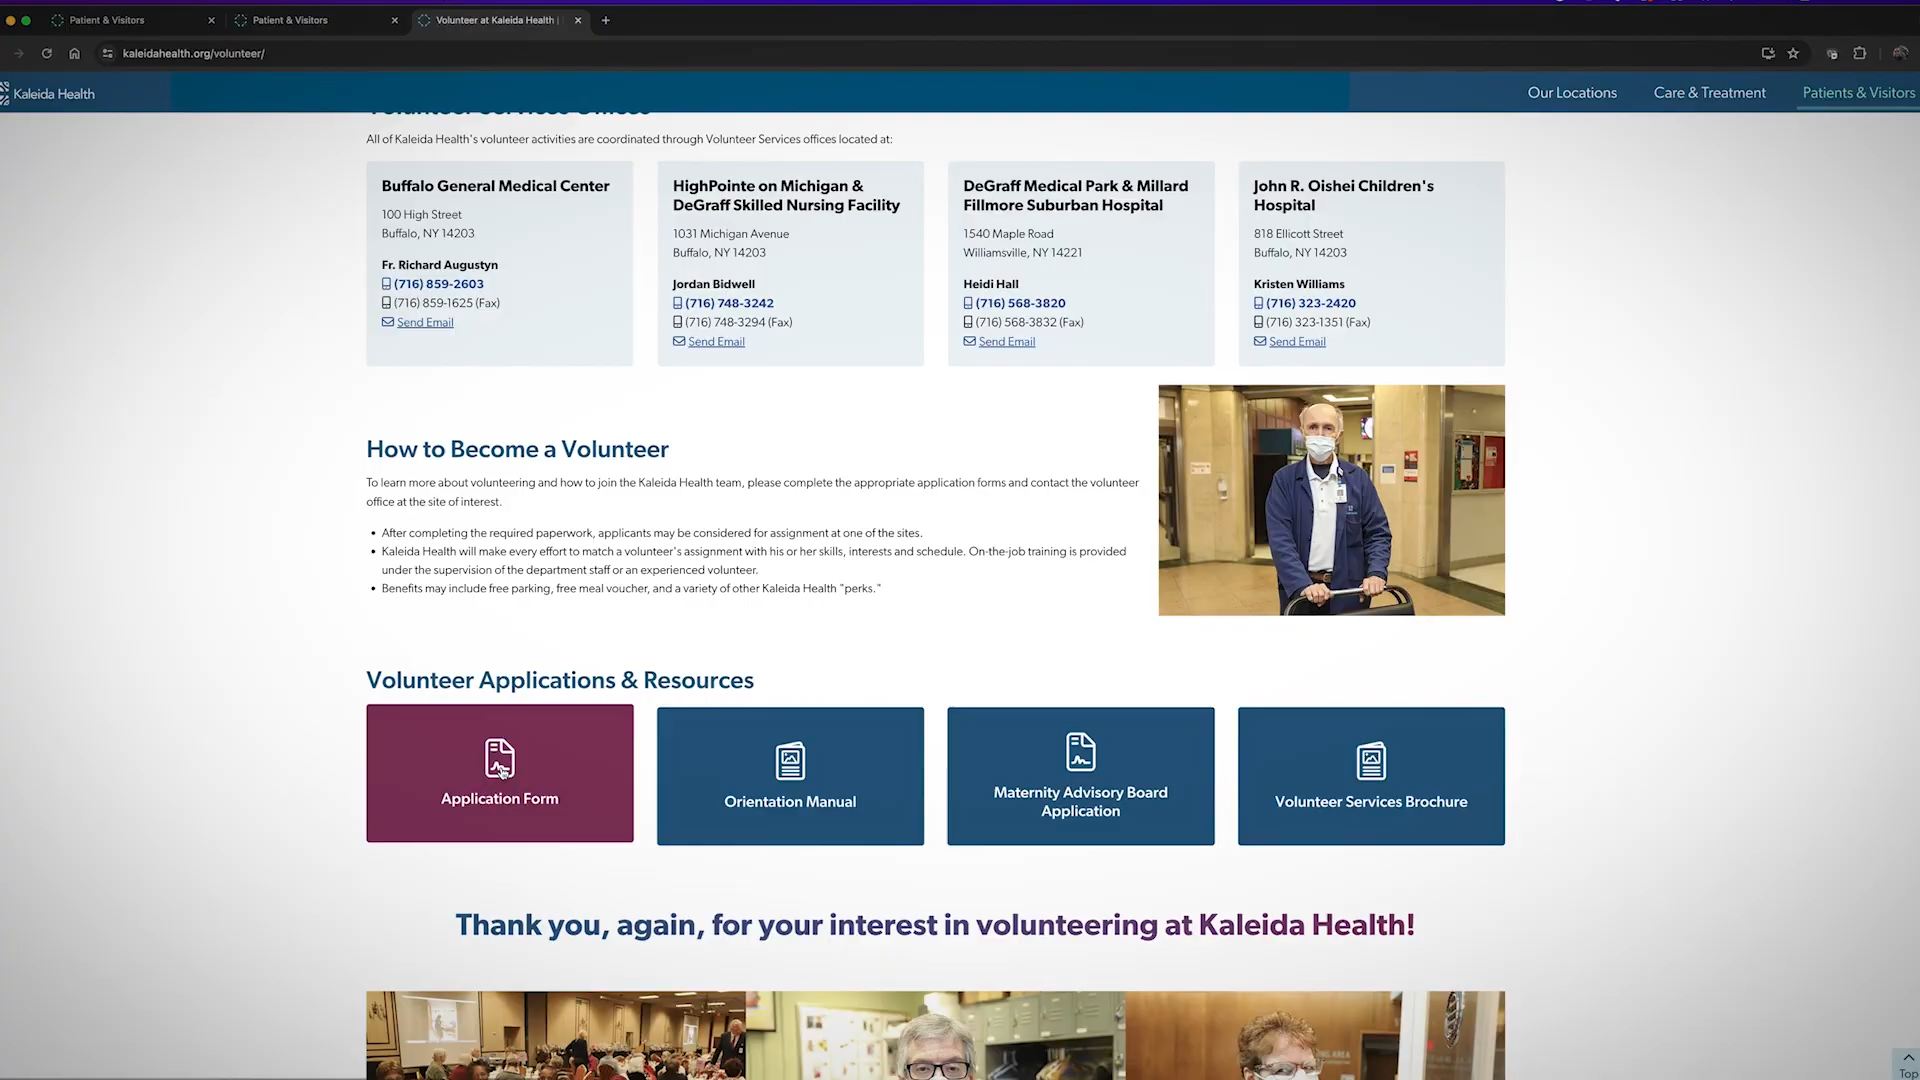 Patient & Visitors
Patient & Visitors
Volunteer at Kaleida Health |
kaleidahealth.org/volunteer/
Kaleida Health
Our Locations
Care & Treatment
Patients & Visitors
Volunteer Services Offices
All of Kaleida Health's volunteer activities are coordinated through Volunteer Services offices located at:
Buffalo General Medical Center
100 High Street
Buffalo, NY 14203
Fr. Richard Augustyn
(716) 859-2603
(716) 859-1625 (Fax)
Send Email
HighPointe on Michigan &
DeGraff Skilled Nursing Facility
1031 Michigan Avenue
Buffalo, NY 14203
Jordan Bidwell
(716) 748-3242
(716) 748-3294 (Fax)
Send Email
DeGraff Medical Park & Millard
Fillmore Suburban Hospital
1540 Maple Road
Williamsville, NY 14221
Heidi Hall
(716) 568-3820
(716) 568-3832 (Fax)
Send Email
John R. Oishei Children's
Hospital
818 Ellicott Street
Buffalo, NY 14203
Kristen Williams
(716) 323-2420
(716) 323-1351 (Fax)
Send Email
How to Become a Volunteer
To learn more about volunteering and how to join the Kaleida Health team, please complete the appropriate application forms and contact the volunteer
office at the site of interest.
• After completing the required paperwork, applicants may be considered for assignment at one of the sites.
• Kaleida Health will make every effort to match a volunteer's assignment with his or her skills, interests and schedule. On-the-job training is provided
under the supervision of the department staff or an experienced volunteer.
• Benefits may include free parking, free meal voucher, and a variety of other Kaleida Health "perks."
Volunteer Applications & Resources
Application Form
Orientation Manual
Maternity Advisory Board
Application
Volunteer Services Brochure
Thank you, again, for your interest in volunteering at Kaleida Health!
Top